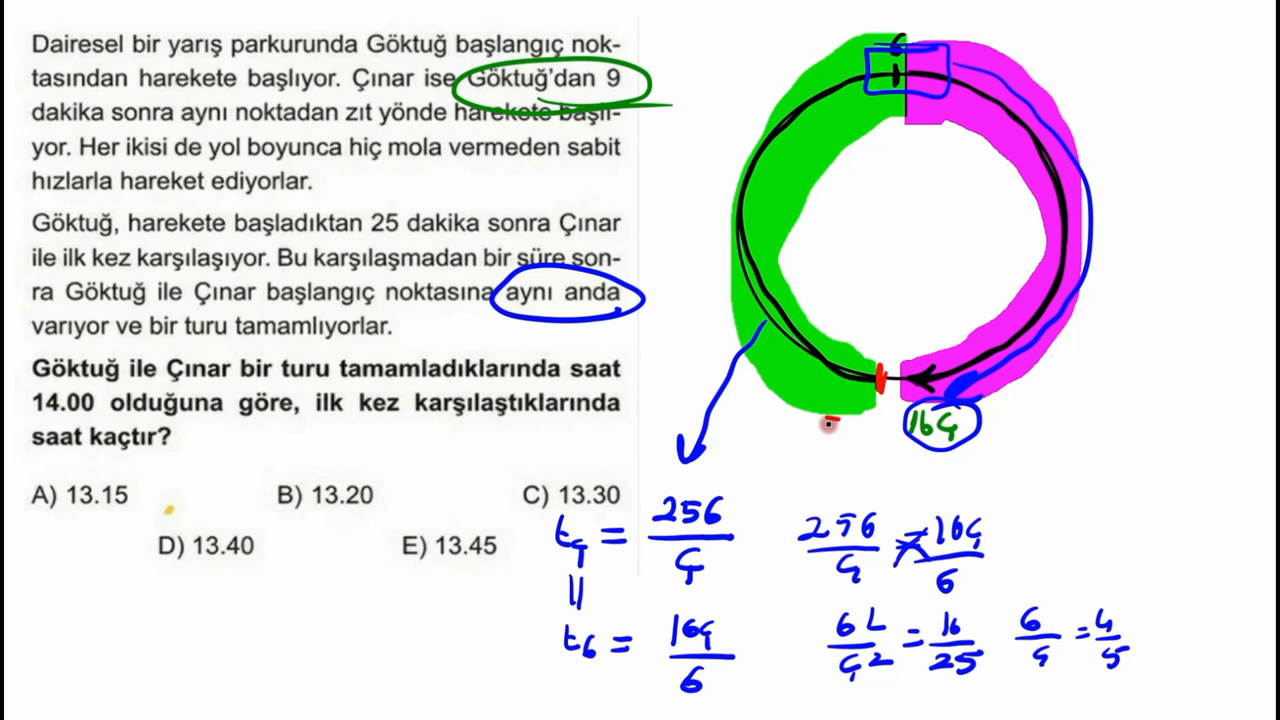 Dairesel bir yarış parkurunda Göktuğ başlangıç nok-
tasından harekete başlıyor. Çınar ise Göktuğ'dan 9
dakika sonra aynı noktadan zıt yönde harekete başlı-
yor. Her ikisi de yol boyunca hiç mola vermeden sabit
hızlarla hareket ediyorlar.
Göktuğ, harekete başladıktan 25 dakika sonra Çınar
ile ilk kez karşılaşıyor. Bu karşılaşmadan bir süre son-
ra Göktuğ ile Çınar başlangıç noktasına aynı anda
varıyor ve bir turu tamamlıyorlar.
Göktuğ ile Çınar bir turu tamamladıklarında saat
14.00 olduğuna göre, ilk kez karşılaştıklarında
saat kaçtır?
A) 13.15 B) 13.20 C) 13.30
D) 13.40 E) 13.45
16Ç
tÇ = 25G/Ç 25G/Ç = 16Ç/G
=
tG = 16Ç/G G²/Ç² = 16/25 G/Ç = 4/5